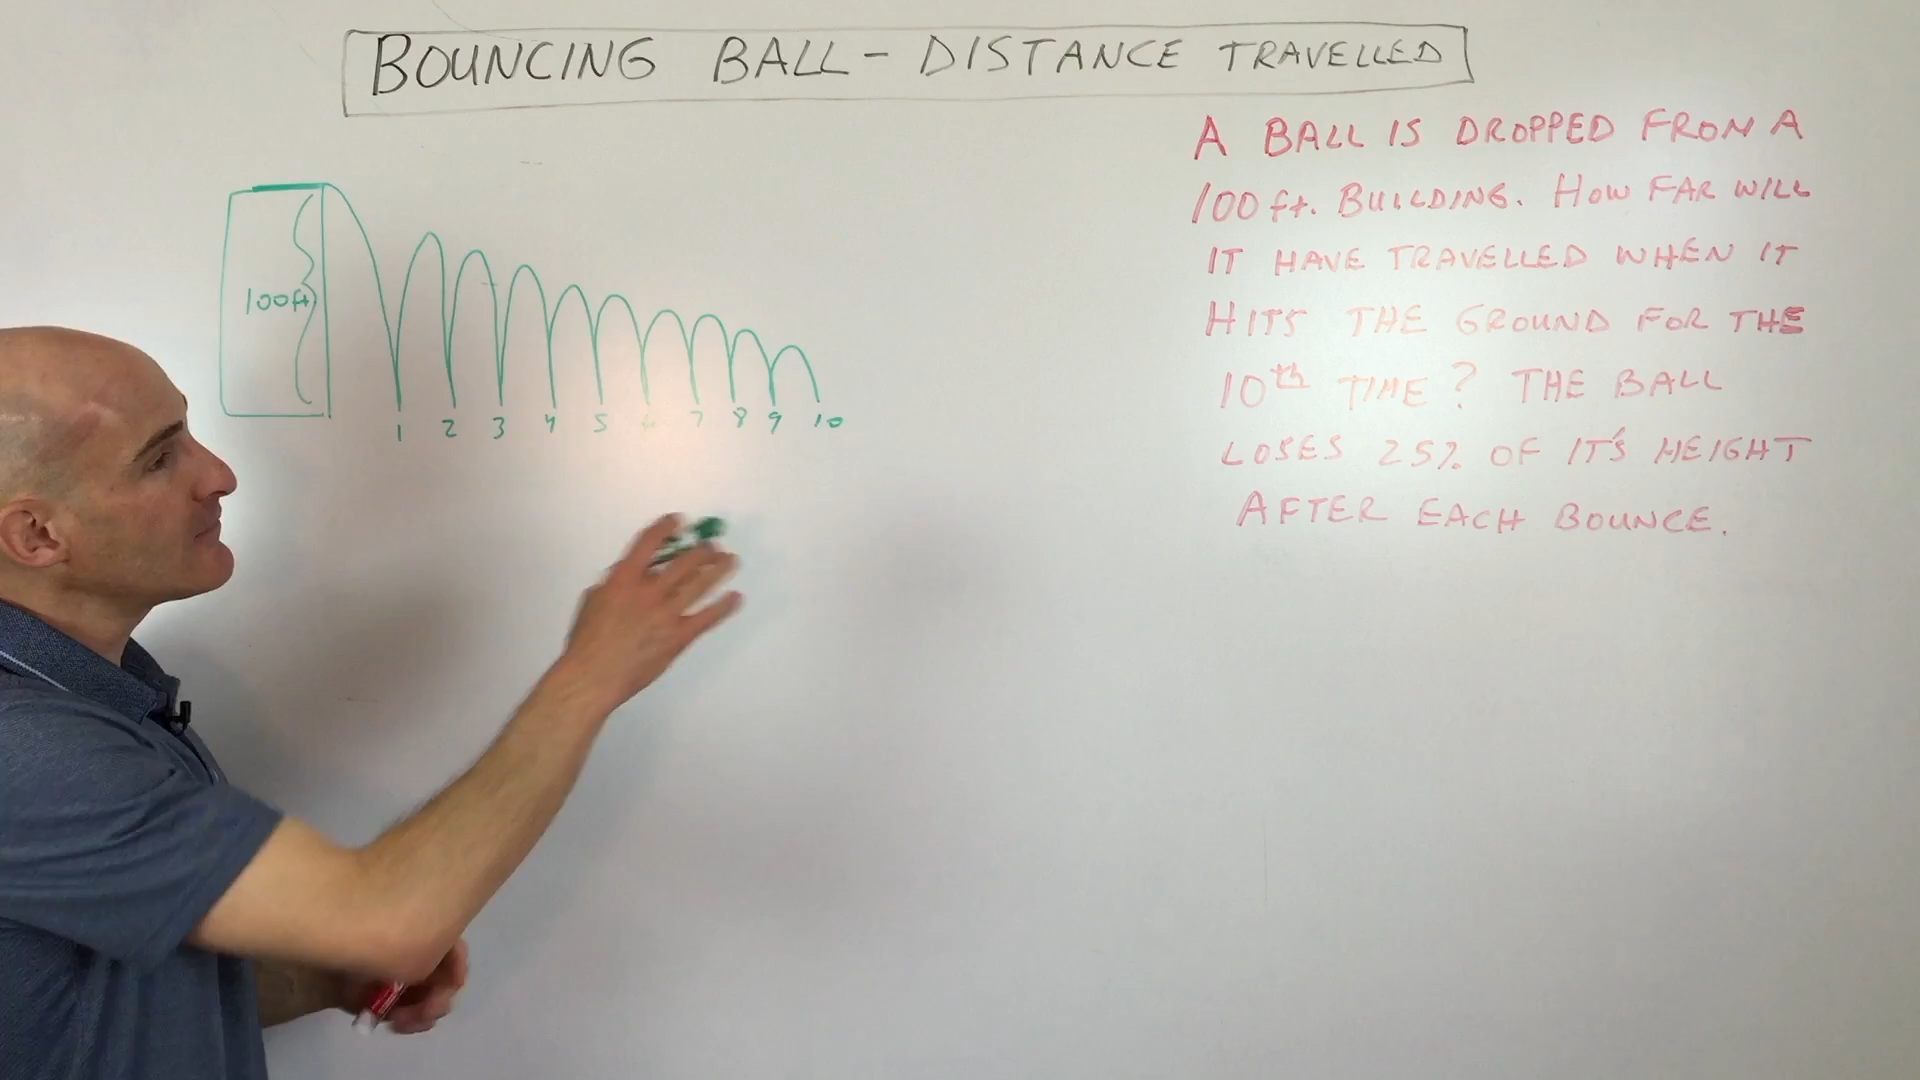 BOUNCING BALL - DISTANCE TRAVELLED
A BALL IS DROPPED FROM A
100 ft. BUILDING. HOW FAR WILL
IT HAVE TRAVELLED WHEN IT
HITS THE GROUND FOR THE
10th TIME? THE BALL
LOSES 25% OF IT'S HEIGHT
AFTER EACH BOUNCE.
100ft
1 2 3 4 5 6 7 8 9 10